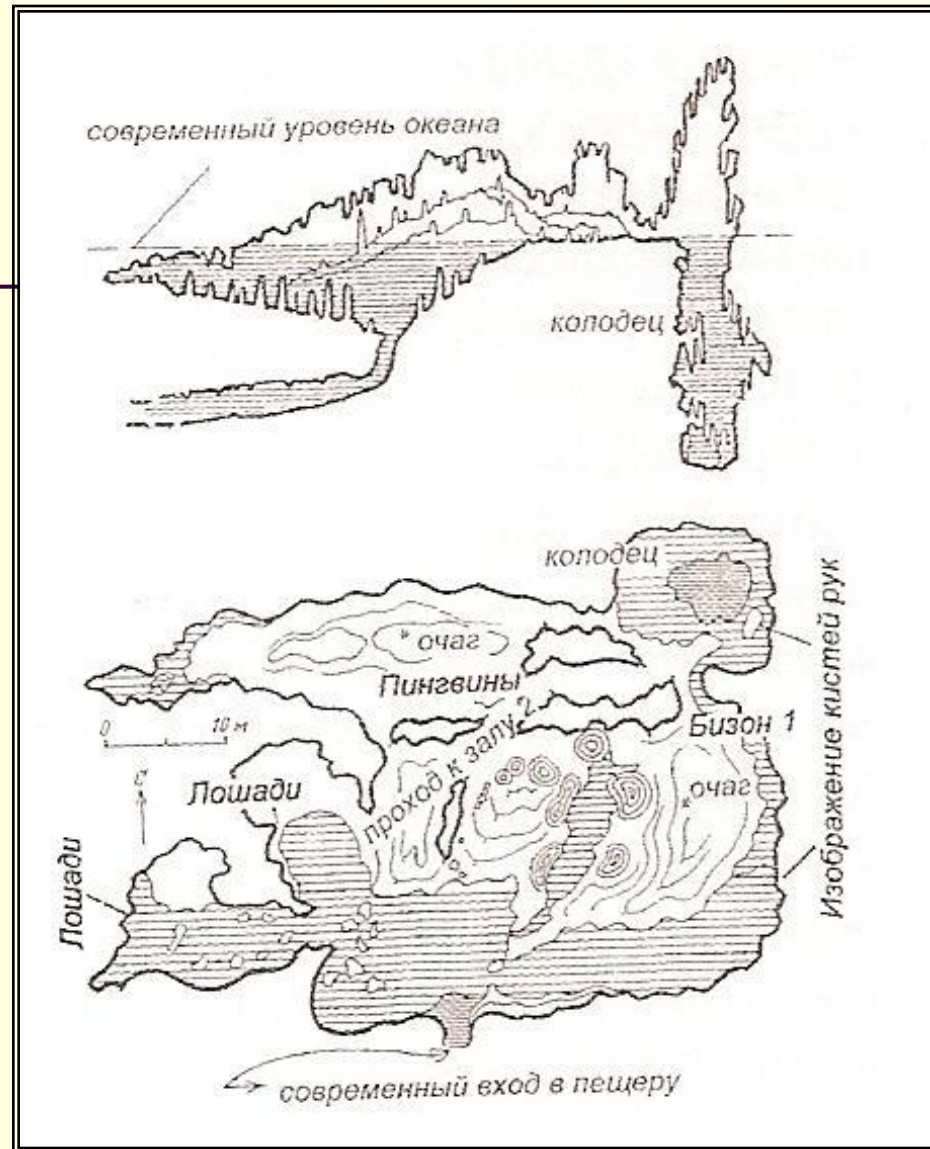 современный уровень океана
колодец
колодец
очаг
Пингвины
0 10 м
проход к залу 2
Бизон 1
Лошади
очаг
С
Лошади
Изображение кистей рук
современный вход в пещеру